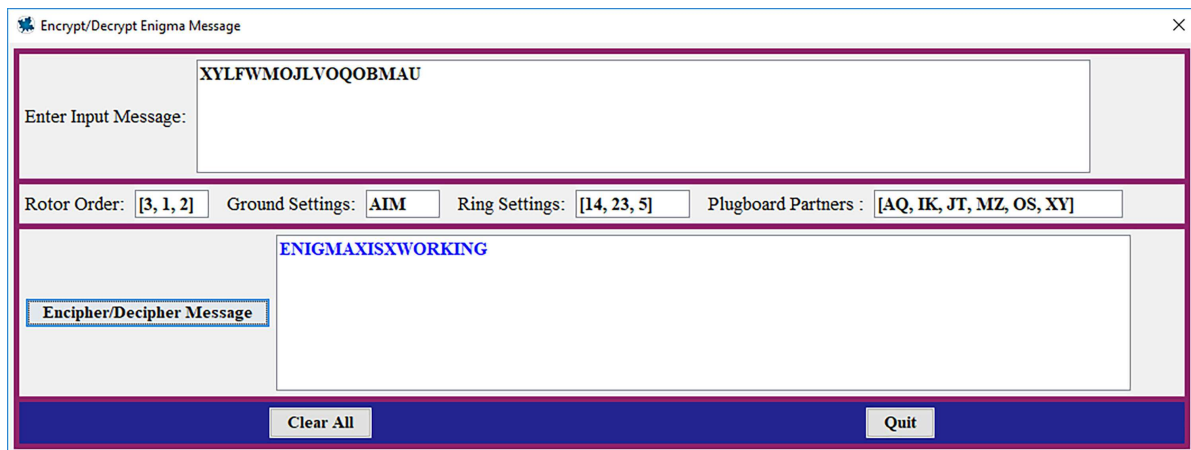 Encrypt/Decrypt Enigma Message
XYLFWMOJLVOQOBMAU
Enter Input Message:
Rotor Order: [3, 1, 2] Ground Settings: AIM Ring Settings: [14, 23, 5] Plugboard Partners : [AQ, IK, JT, MZ, OS, XY]
ENIGMAXISXWORKING
Encipher/Decipher Message
Clear All Quit